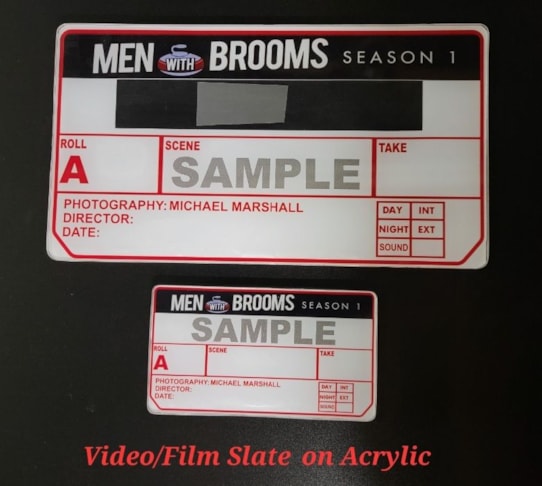 MEN WITH BROOMS SEASON 1
ROLL
SCENE
TAKE
A
SAMPLE
PHOTOGRAPHY: MICHAEL MARSHALL
DIRECTOR:
DATE:
DAY INT
NIGHT EXT
SOUND
MEN WITH BROOMS SEASON 1
SAMPLE
ROLL
SCENE
TAKE
A
PHOTOGRAPHY: MICHAEL MARSHALL
DIRECTOR:
DATE:
DAY INT
NIGHT EXT
SOUND
Video/Film Slate on Acrylic